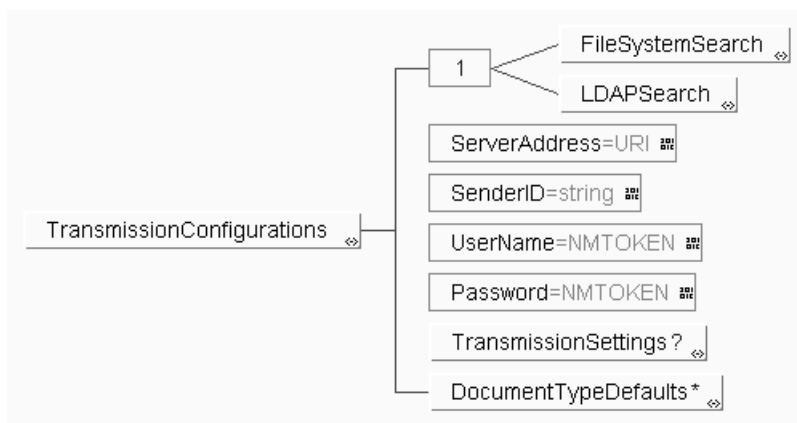 FileSystemSearch
1
LDAPSearch
ServerAddress=URI
SenderID=string
TransmissionConfigurations
UserName=NMTOKEN
Password=NMTOKEN
TransmissionSettings?
DocumentTypeDefaults*